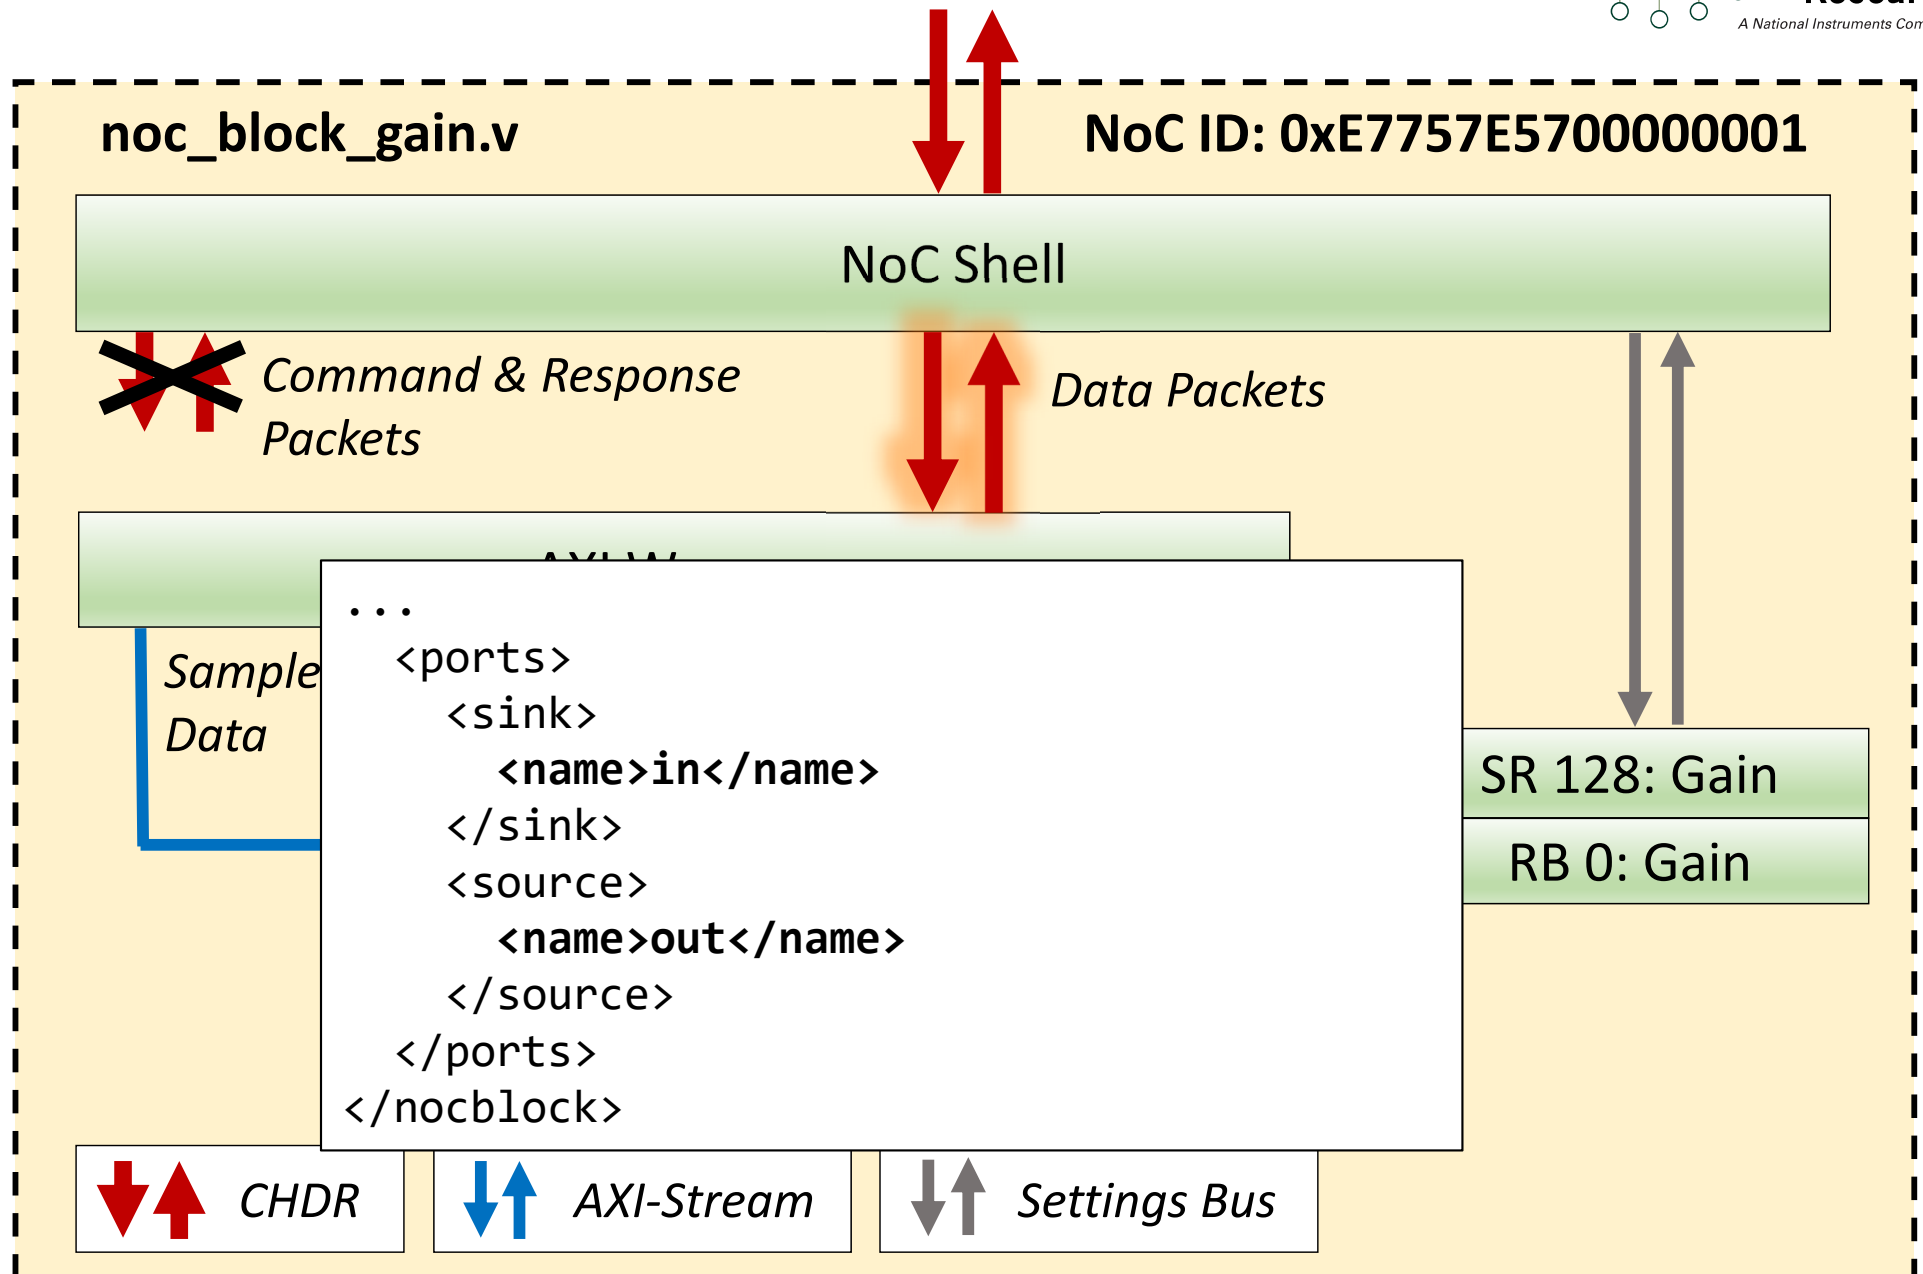 A National Instruments Com
noc_block_gain.v
NoC ID: 0xE7757E5700000001
NoC Shell
Command & Response
Packets
Data Packets
Sample
Data
...
<ports>
<sink>
<name>in</name>
</sink>
<source>
<name>out</name>
</source>
</ports>
</nocblock>
SR 128: Gain
RB 0: Gain
CHDR
AXI-Stream
Settings Bus